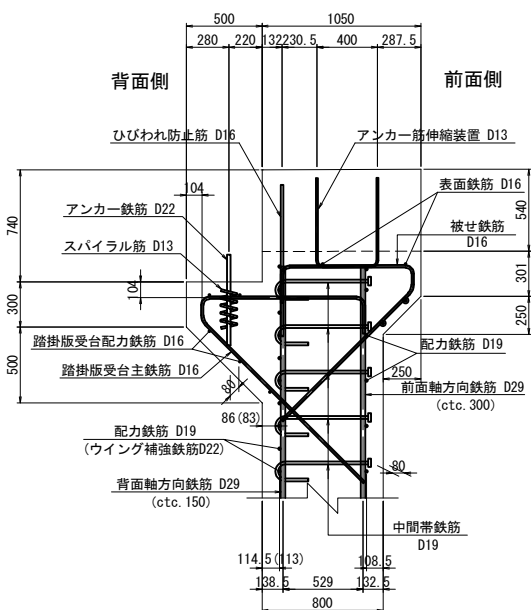 500
1050
280
220
132
230.5
400
287.5
背面側
前面側
ひびわれ防止筋 D16
アンカー筋伸縮装置 D13
104
表面鉄筋 D16
アンカー鉄筋 D22
被せ鉄筋
D16
スパイラル筋 D13
740
540
104
301
300
250
踏掛版受台配力鉄筋 D16
配力鉄筋 D19
踏掛版受台主鉄筋 D16
500
80
250
前面軸方向鉄筋 D29
(ctc.300)
86(83)
配力鉄筋 D19
(ウイング補強鉄筋D22)
80
背面軸方向鉄筋 D29
(ctc.150)
中間帯鉄筋
D19
114.5(113)
108.5
138.5
529
132.5
800